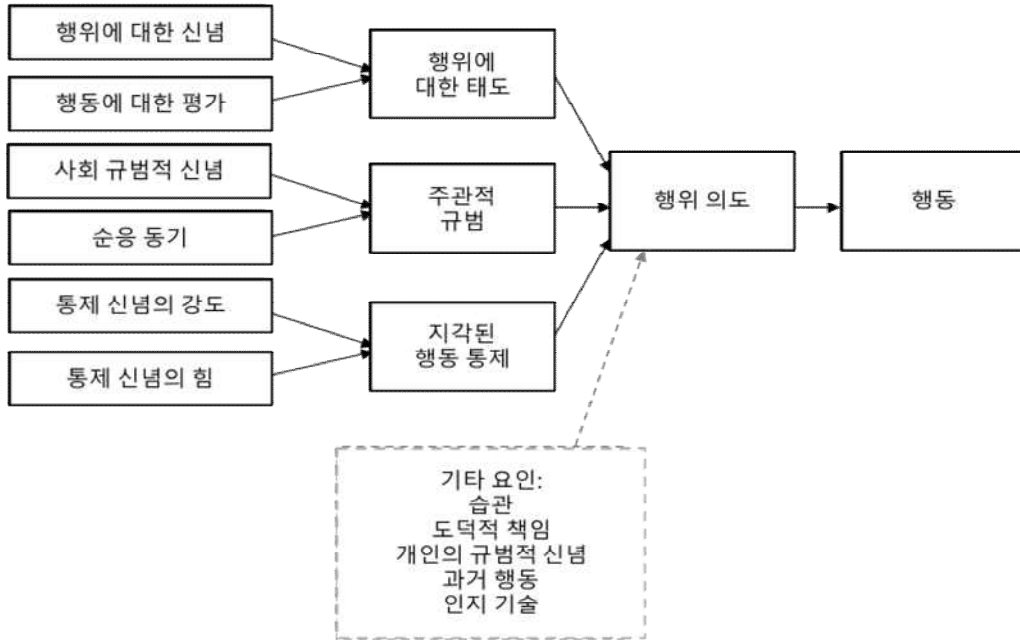 행위에 대한 신념
행동에 대한 평가
사회 규범적 신념
순응 동기
통제 신념의 강도
통제 신념의 힘
행위에
대한 태도
주관적
규범
지각된
행동 통제
행위 의도
행동
기타 요인:
습관
도덕적 책임
개인의 규범적 신념
과거 행동
인지 기술